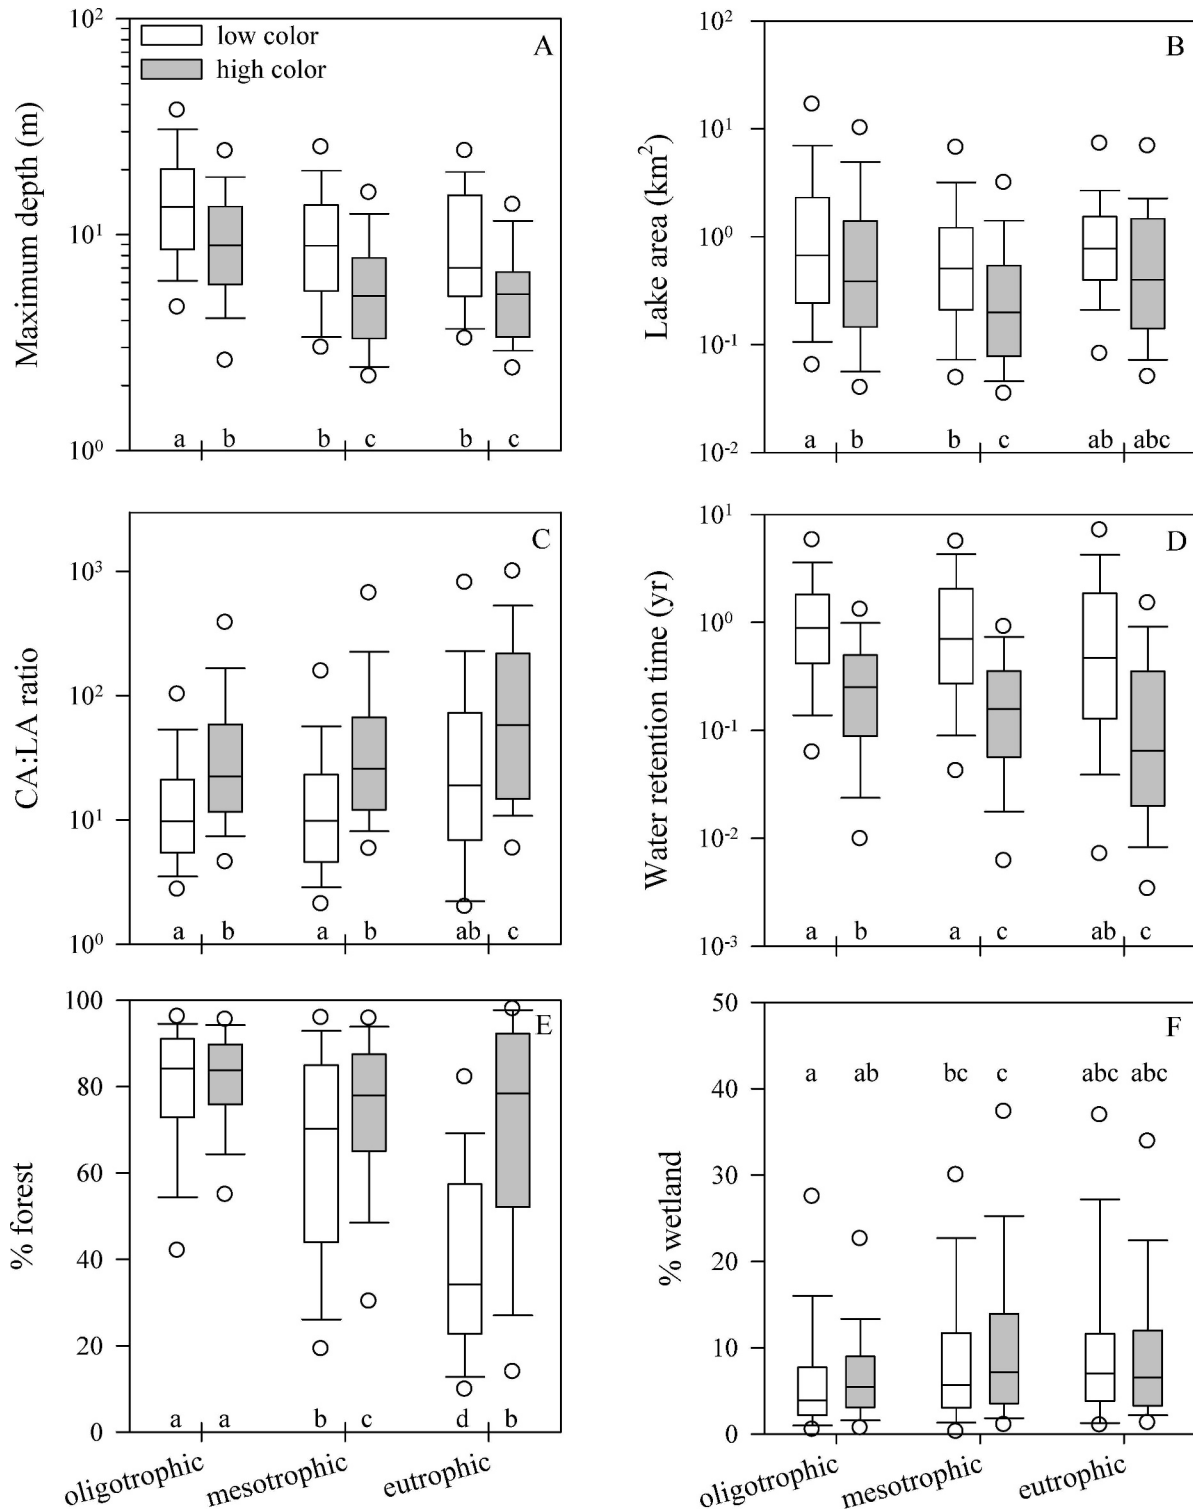 10²
low color
high color
A
10¹
10⁰
Maximum depth (m)
a b b c b c
10²
B
10¹
10⁰
10⁻¹
10⁻²
Lake area (km²)
a b b c ab abc
C
10³
10²
10¹
10⁰
CA:LA ratio
a b a b ab c
10¹
D
10⁰
10⁻¹
10⁻²
10⁻³
Water retention time (yr)
a b a c ab c
100
E
80
60
40
20
0
% forest
a a b c d b
oligotrophic mesotrophic eutrophic
50
F
a ab bc c abc abc
40
30
20
10
0
% wetland
oligotrophic mesotrophic eutrophic